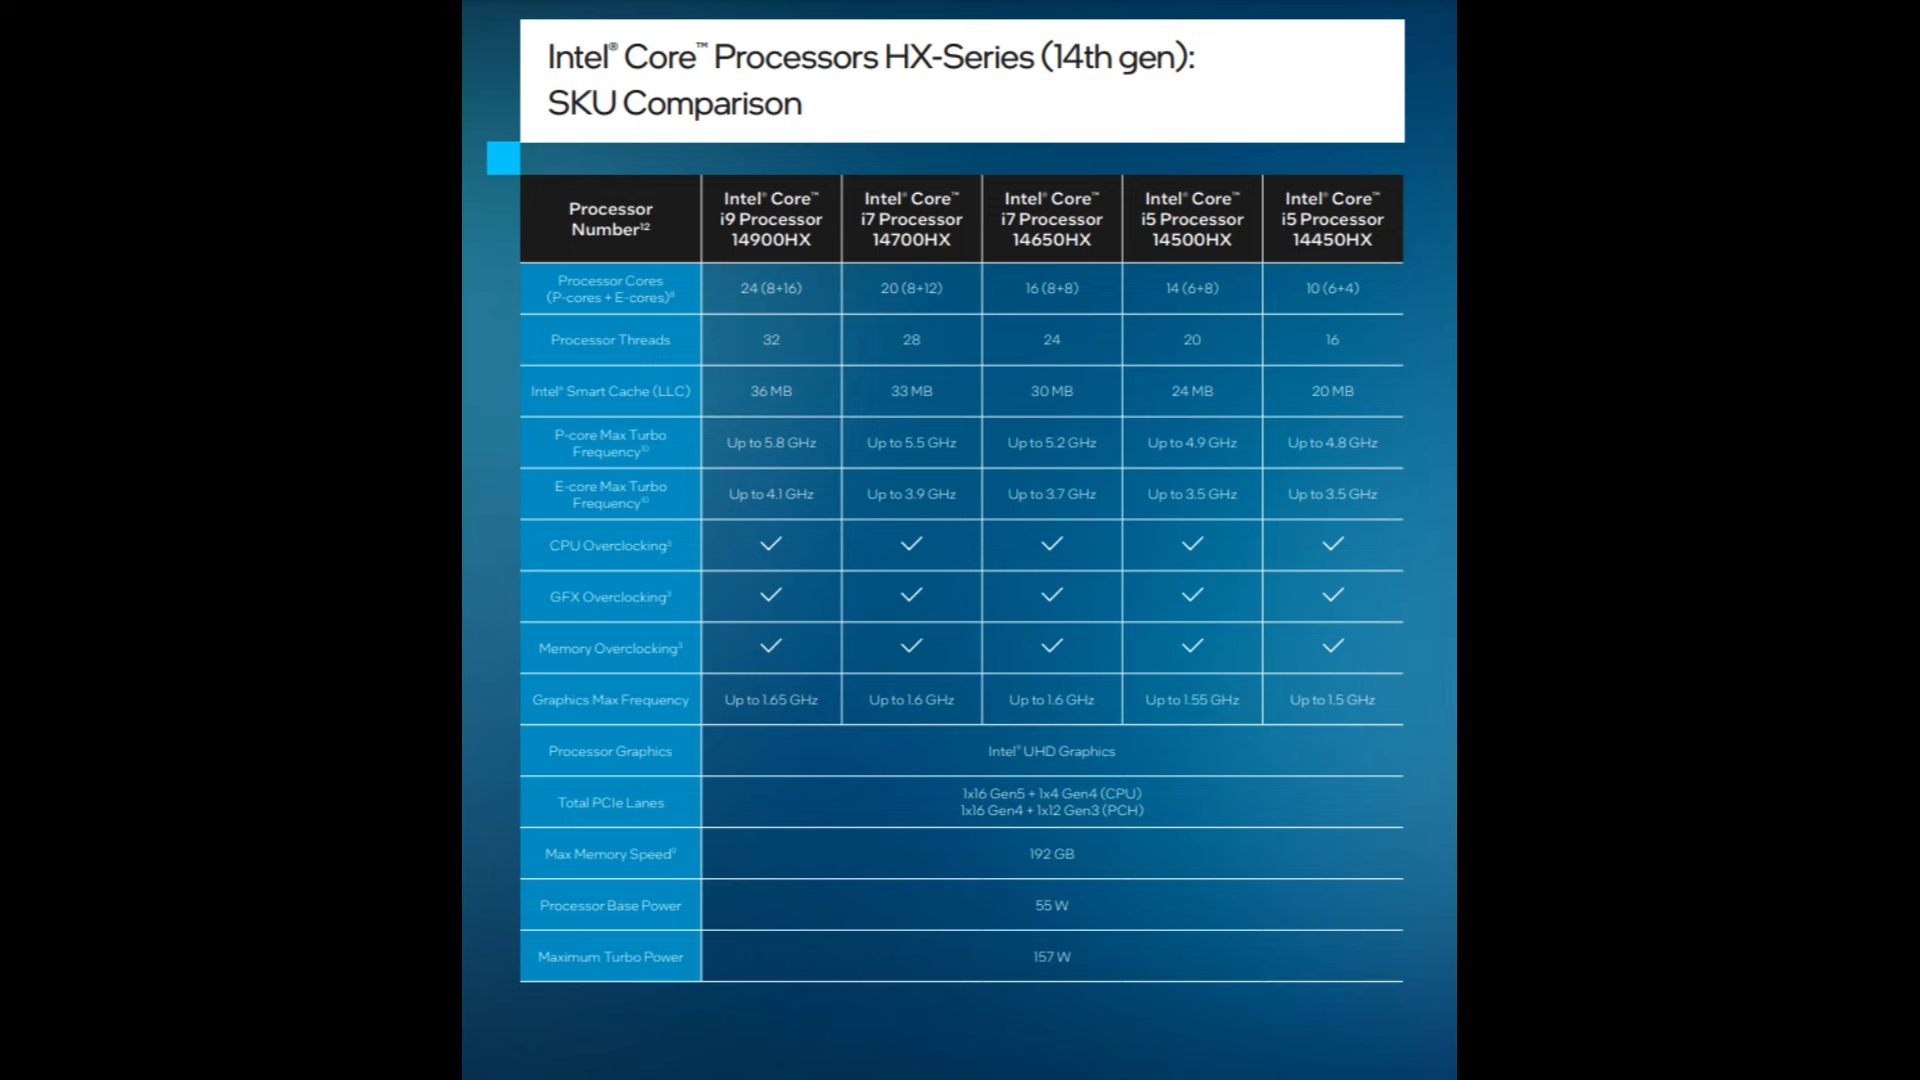 Intel® Core™ Processors HX-Series (14th gen):
SKU Comparison
Processor
Number¹²
Intel® Core™
i9 Processor
14900HX
Intel® Core™
i7 Processor
14700HX
Intel® Core™
i7 Processor
14650HX
Intel® Core™
i5 Processor
14500HX
Intel® Core™
i5 Processor
14450HX
Processor Cores
(P-cores + E-cores)⁸
24 (8+16)
20 (8+12)
16 (8+8)
14 (6+8)
10 (6+4)
Processor Threads
32
28
24
20
16
Intel® Smart Cache (LLC)
36 MB
33 MB
30 MB
24 MB
20 MB
P-core Max Turbo
Frequency¹⁰
Up to 5.8 GHz
Up to 5.5 GHz
Up to 5.2 GHz
Up to 4.9 GHz
Up to 4.8 GHz
E-core Max Turbo
Frequency¹⁰
Up to 4.1 GHz
Up to 3.9 GHz
Up to 3.7 GHz
Up to 3.5 GHz
Up to 3.5 GHz
CPU Overclocking³
GFX Overclocking³
Memory Overclocking³
Graphics Max Frequency
Up to 1.65 GHz
Up to 1.6 GHz
Up to 1.6 GHz
Up to 1.55 GHz
Up to 1.5 GHz
Processor Graphics
Intel® UHD Graphics
Total PCIe Lanes
1x16 Gen5 + 1x4 Gen4 (CPU)
1x16 Gen4 + 1x12 Gen3 (PCH)
Max Memory Speed⁹
192 GB
Processor Base Power
55 W
Maximum Turbo Power
157 W